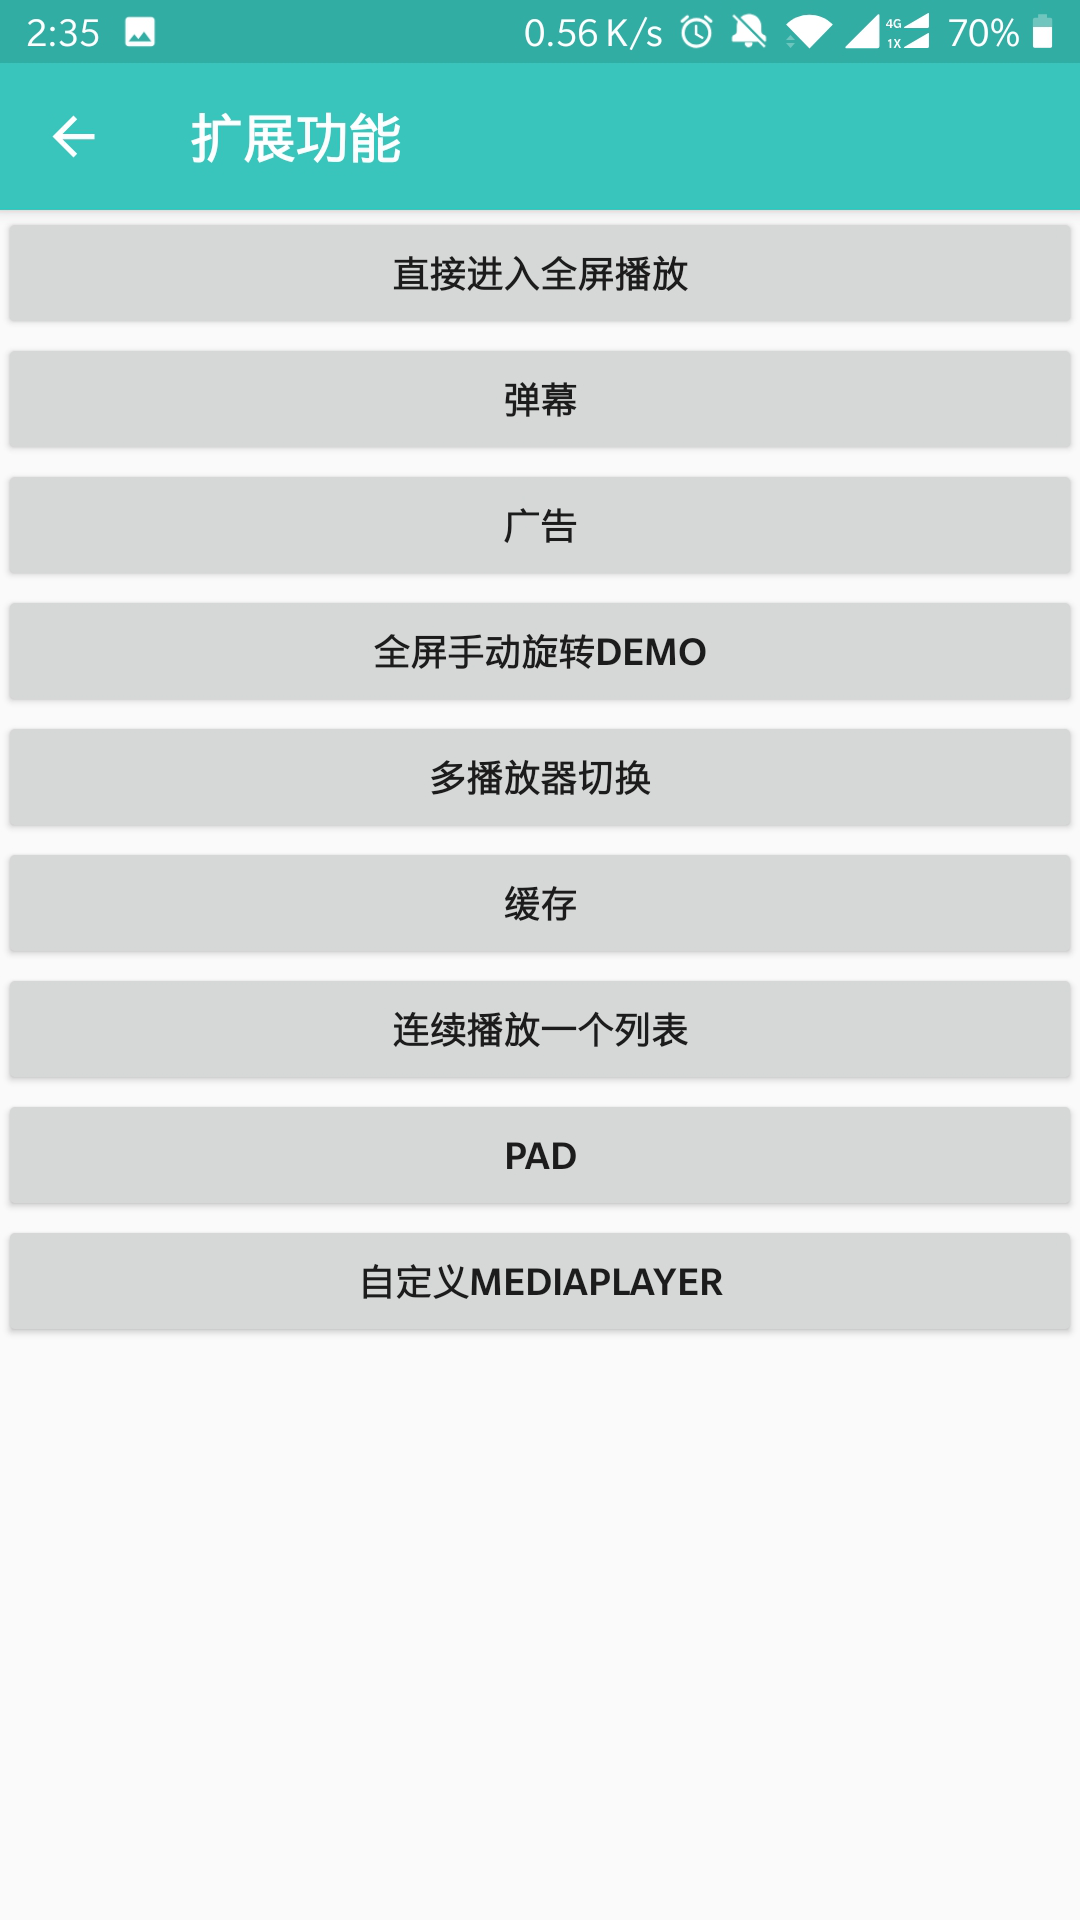 2:35 0.56 K/s 4G 1X 70%
扩展功能
直接进入全屏播放
弹幕
广告
全屏手动旋转DEMO
多播放器切换
缓存
连续播放一个列表
PAD
自定义MEDIAPLAYER